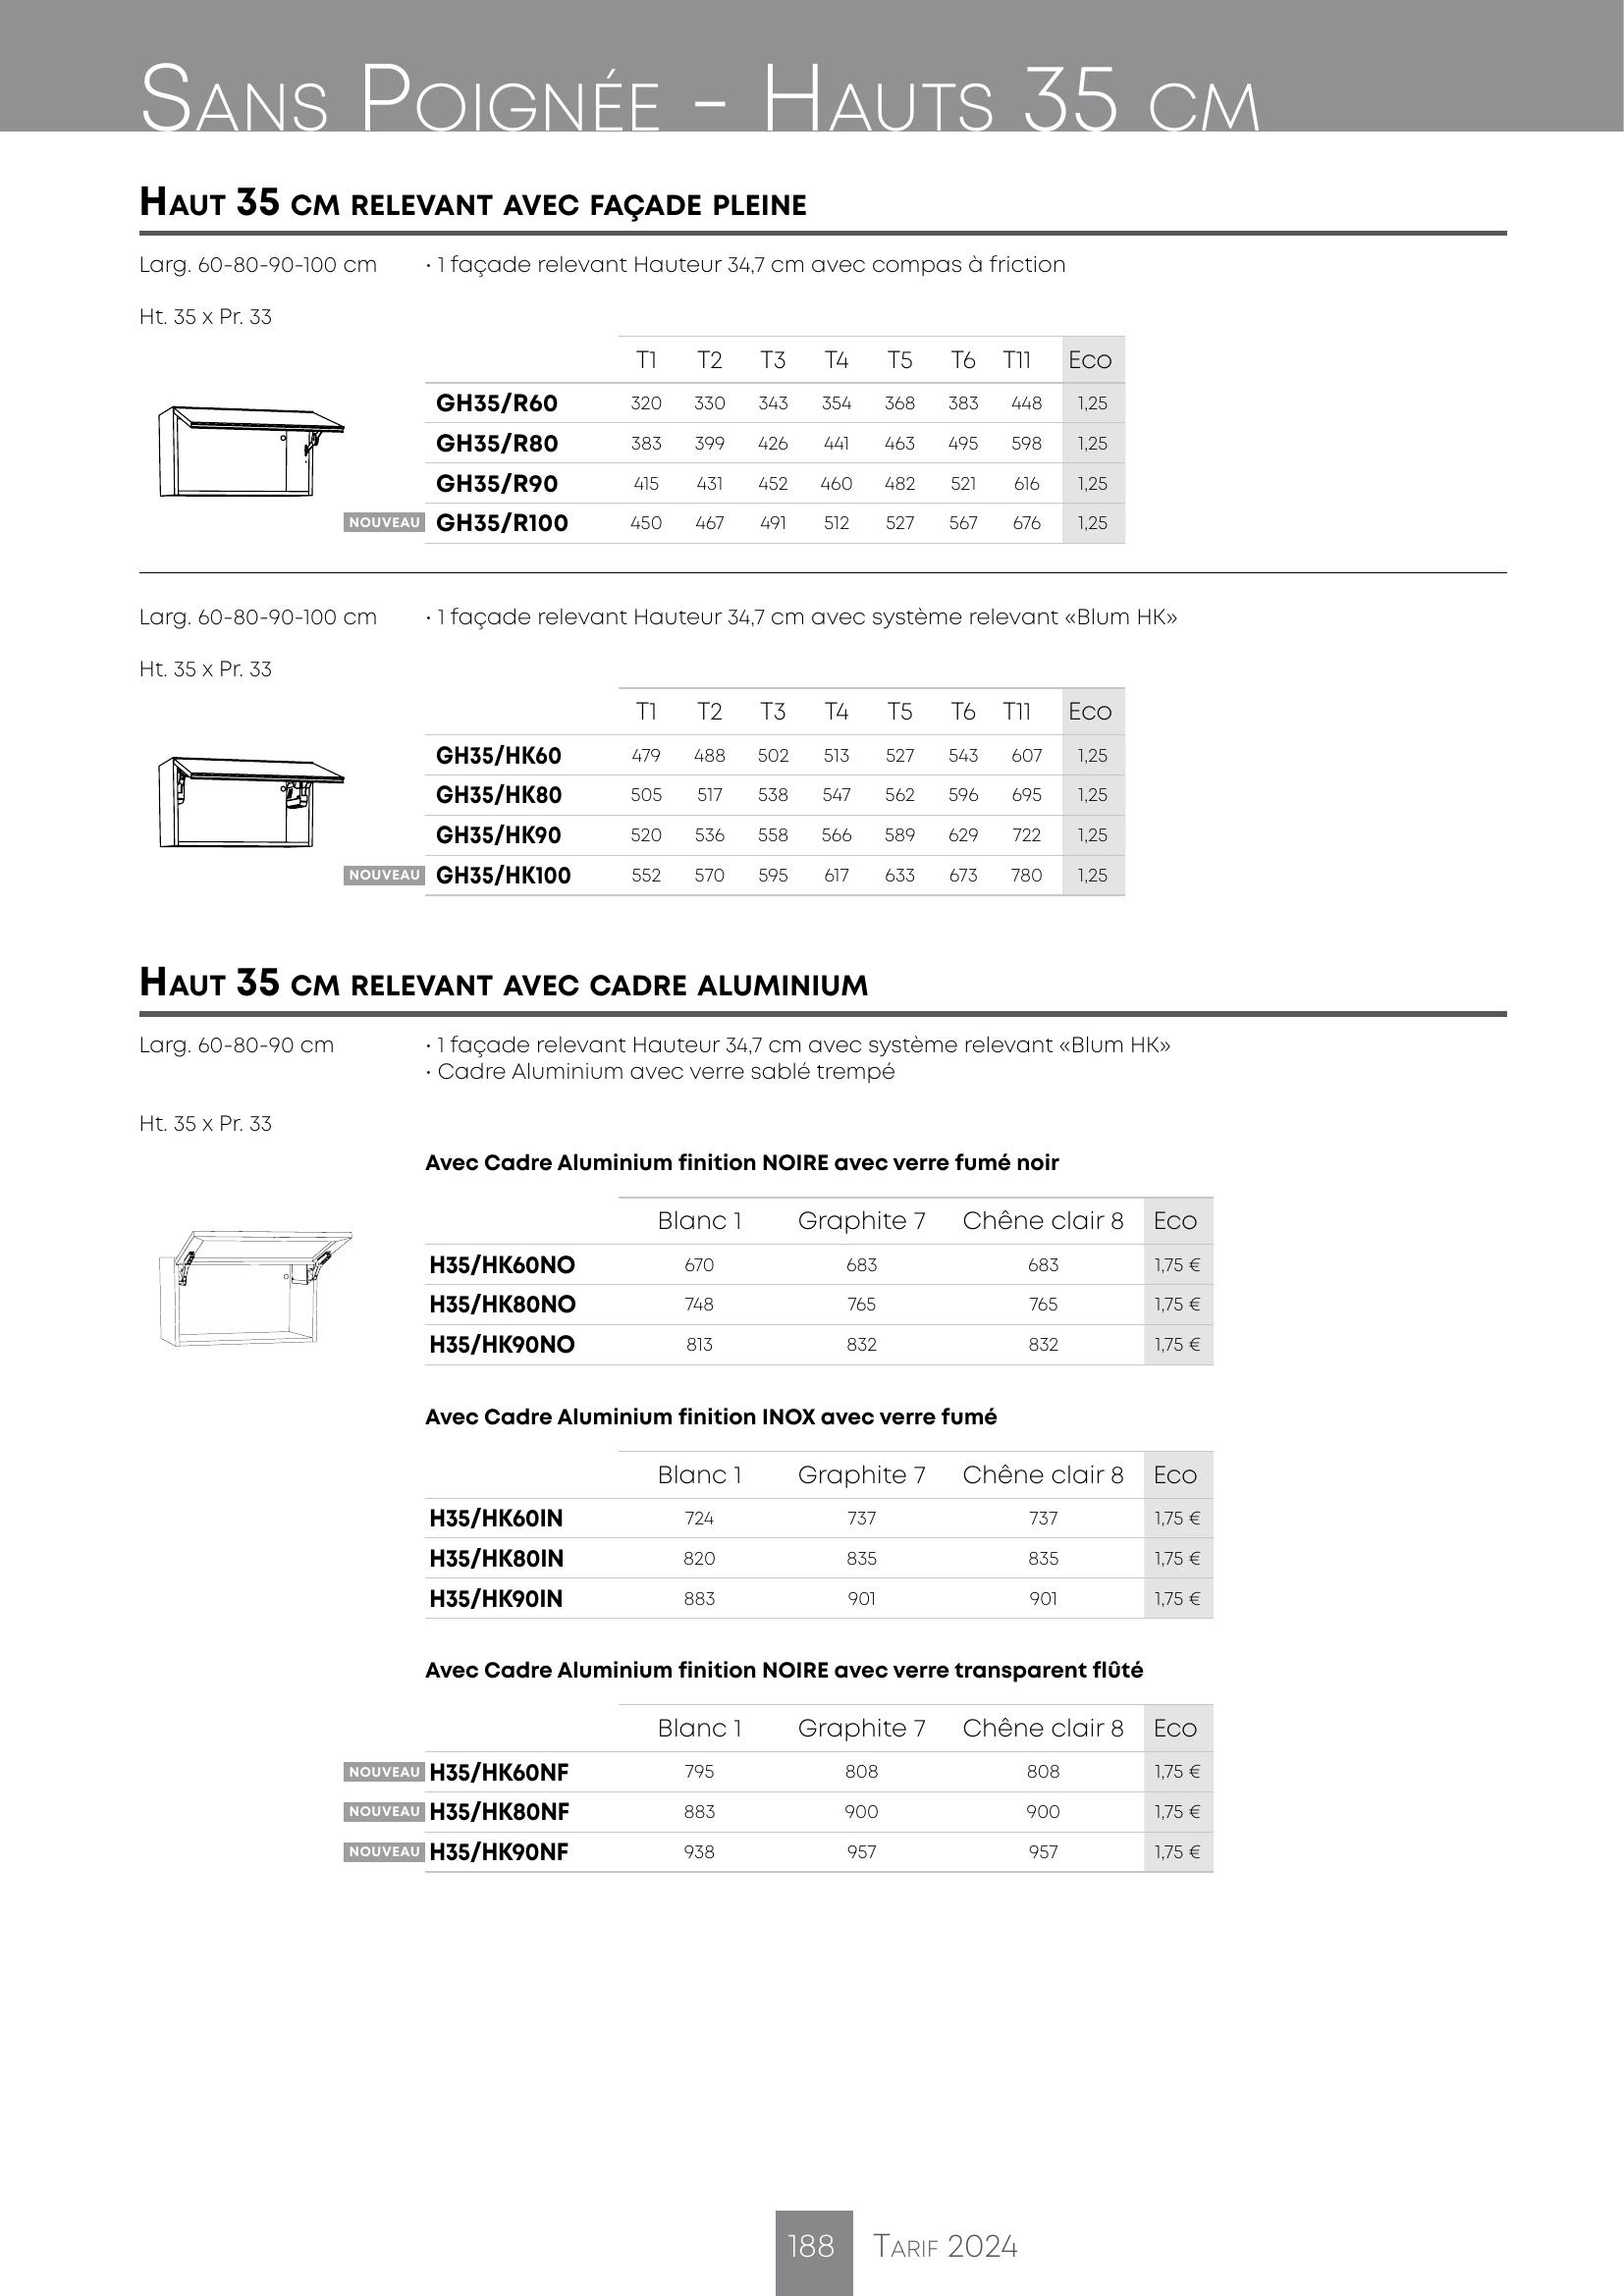 Sans Poignée - Hauts 35 cm
Haut 35 cm relevant avec façade pleine
Larg. 60-80-90-100 cm · 1 façade relevant Hauteur 34,7 cm avec compas à friction
Ht. 35 x Pr. 33
T1 T2 T3 T4 T5 T6 T11 Eco
GH35/R60 320 330 343 354 368 383 448 1,25
GH35/R80 383 399 426 441 463 495 598 1,25
GH35/R90 415 431 452 460 482 521 616 1,25
NOUVEAU GH35/R100 450 467 491 512 527 567 676 1,25
Larg. 60-80-90-100 cm · 1 façade relevant Hauteur 34,7 cm avec système relevant «Blum HK»
Ht. 35 x Pr. 33
T1 T2 T3 T4 T5 T6 T11 Eco
GH35/HK60 479 488 502 513 527 543 607 1,25
GH35/HK80 505 517 538 547 562 596 695 1,25
GH35/HK90 520 536 558 566 589 629 722 1,25
NOUVEAU GH35/HK100 552 570 595 617 633 673 780 1,25
Haut 35 cm relevant avec cadre aluminium
Larg. 60-80-90 cm · 1 façade relevant Hauteur 34,7 cm avec système relevant «Blum HK»
· Cadre Aluminium avec verre sablé trempé
Ht. 35 x Pr. 33
Avec Cadre Aluminium finition NOIRE avec verre fumé noir
Blanc 1 Graphite 7 Chêne clair 8 Eco
H35/HK60NO 670 683 683 1,75 €
H35/HK80NO 748 765 765 1,75 €
H35/HK90NO 813 832 832 1,75 €
Avec Cadre Aluminium finition INOX avec verre fumé
Blanc 1 Graphite 7 Chêne clair 8 Eco
H35/HK60IN 724 737 737 1,75 €
H35/HK80IN 820 835 835 1,75 €
H35/HK90IN 883 901 901 1,75 €
Avec Cadre Aluminium finition NOIRE avec verre transparent flûté
Blanc 1 Graphite 7 Chêne clair 8 Eco
NOUVEAU H35/HK60NF 795 808 808 1,75 €
NOUVEAU H35/HK80NF 883 900 900 1,75 €
NOUVEAU H35/HK90NF 938 957 957 1,75 €
188 Tarif 2024